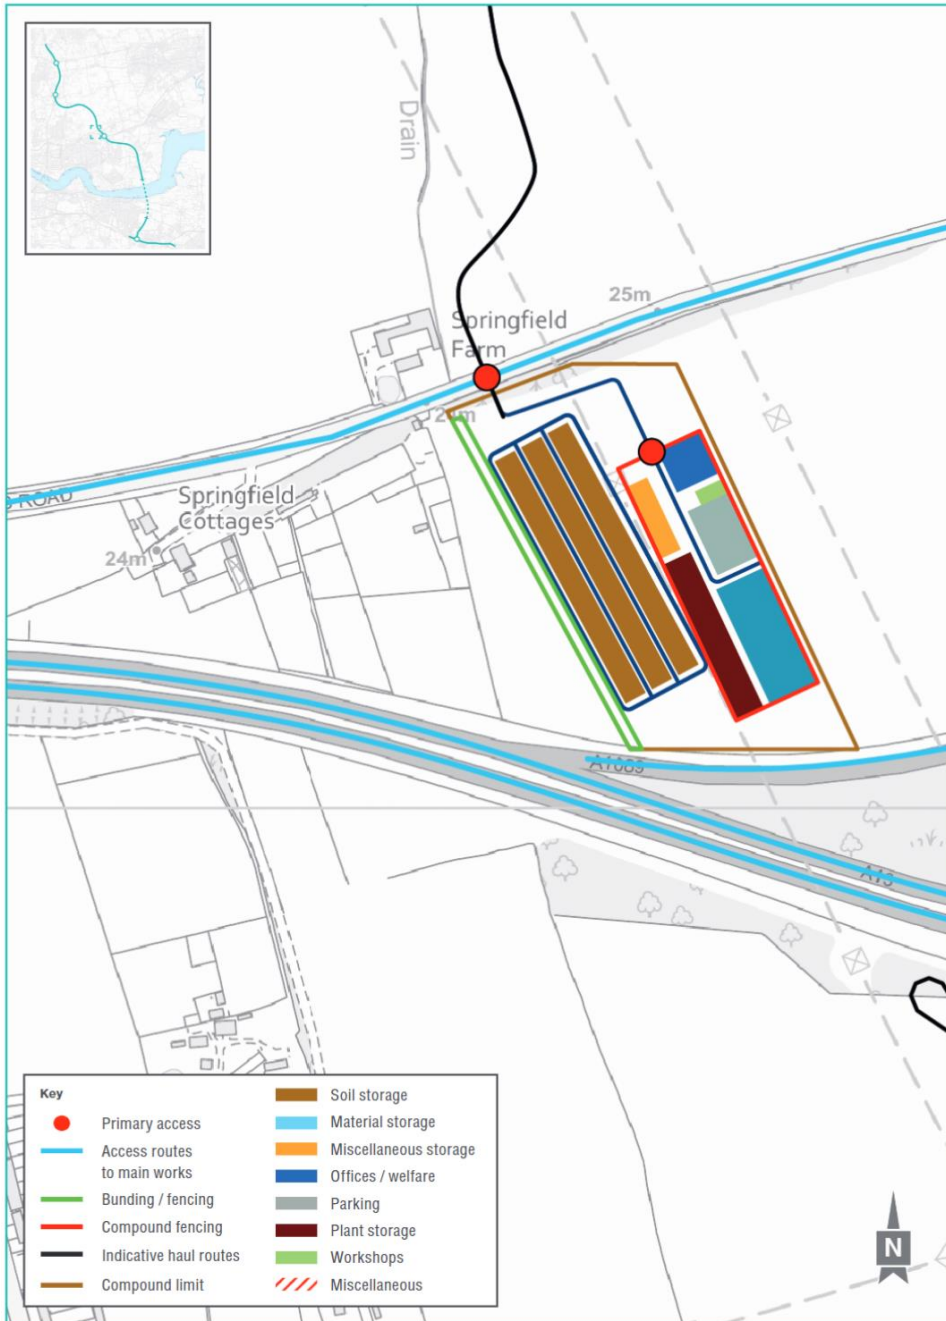 Drain
25m
Springfield
Farm
Springfield
Cottages
24m
ROAD
A1089
A13
Key
Primary access
Access routes
to main works
Bunding / fencing
Compound fencing
Indicative haul routes
Compound limit
Soil storage
Material storage
Miscellaneous storage
Offices / welfare
Parking
Plant storage
Workshops
Miscellaneous
N